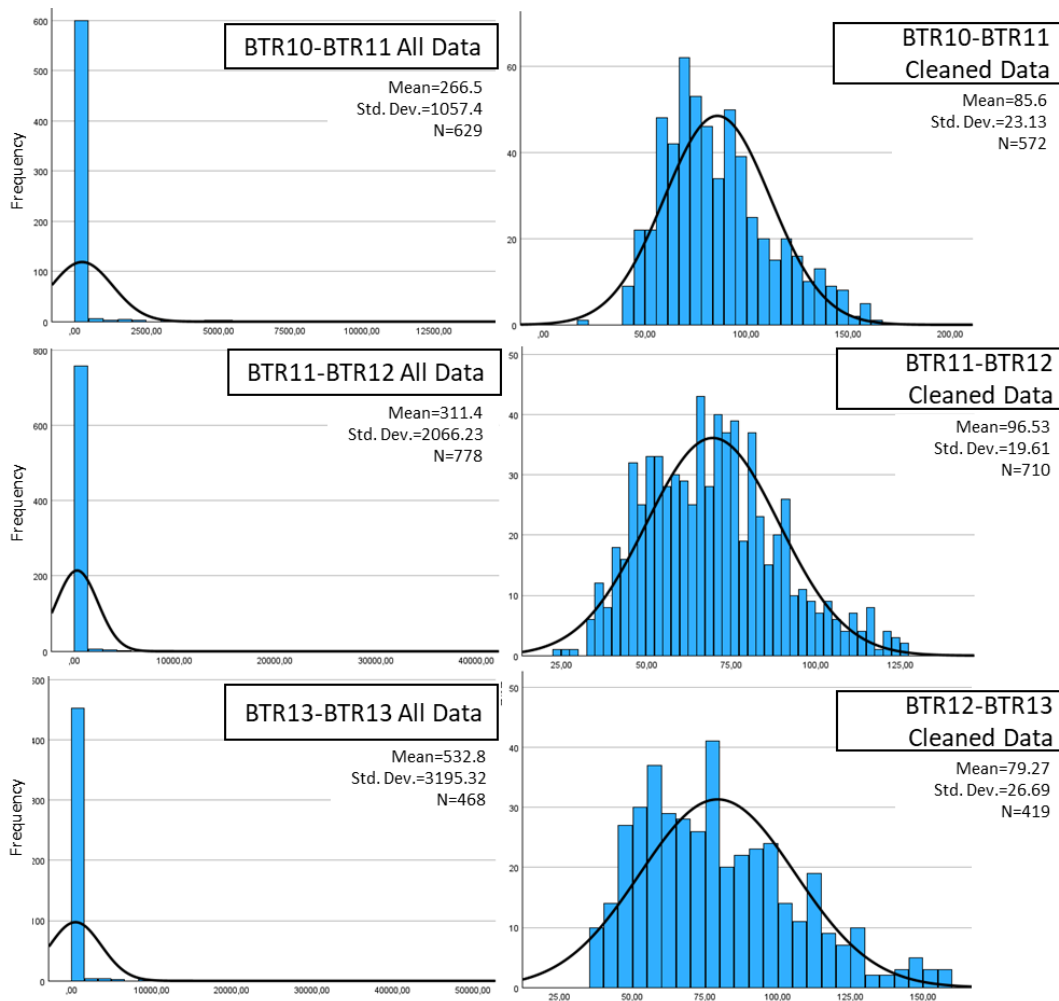 BTR10-BTR11 All Data
Mean=266.5
Std. Dev.=1057.4
N=629
Frequency
600
500
400
300
200
100
0
,00 2500,00 5000,00 7500,00 10000,00 12500,00
BTR10-BTR11
Cleaned Data
Mean=85.6
Std. Dev.=23.13
N=572
60
40
20
0
,00 50,00 100,00 150,00 200,00
BTR11-BTR12 All Data
Mean=311.4
Std. Dev.=2066.23
N=778
Frequency
800
600
400
200
0
,00 10000,00 20000,00 30000,00 40000,00
BTR11-BTR12
Cleaned Data
Mean=96.53
Std. Dev.=19.61
N=710
50
40
30
20
10
0
25,00 50,00 75,00 100,00 125,00
BTR13-BTR13 All Data
Mean=532.8
Std. Dev.=3195.32
N=468
Frequency
500
400
300
200
100
0
,00 10000,00 20000,00 30000,00 40000,00 50000,00
BTR12-BTR13
Cleaned Data
Mean=79.27
Std. Dev.=26.69
N=419
50
40
30
20
10
0
25,00 50,00 75,00 100,00 125,00 150,00